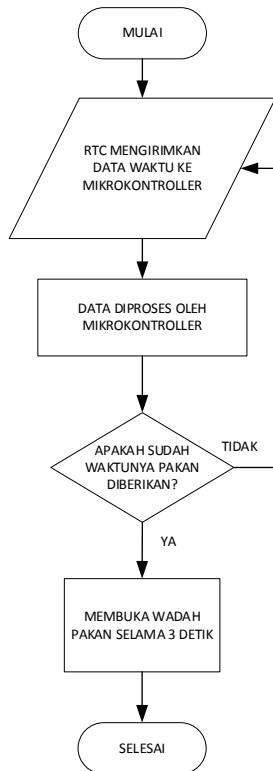 MULAI
RTC MENGIRIMKAN
DATA WAKTU KE
MIKROKONTROLLER
DATA DIPROSES OLEH
MIKROKONTROLLER
APAKAH SUDAH
WAKTUNYA PAKAN
DIBERIKAN?
TIDAK
YA
MEMBUKA WADAH
PAKAN SELAMA 3 DETIK
SELESAI